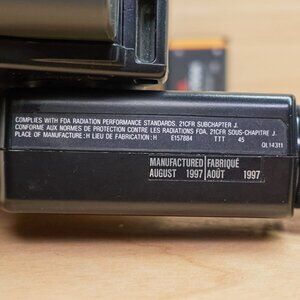 COMPLIES WITH FDA RADIATION PERFORMANCE STANDARDS, 21CFR SUBCHAPTER J.
CONFORME AUX NORMES DE PROTECTION CONTRE LES RADIATIONS FDA, 21CFR SOUS-CHAPITRE J.
PLACE OF MANUFACTURE : H LIEU DE FABRICATION : H E157884 TTT 45
QL14311
MANUFACTURED FABRIQUÉ
AUGUST 1997 AOÛT 1997